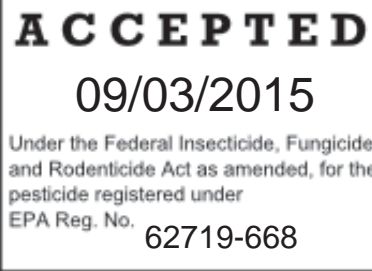 ACCEPTED
09/03/2015
Under the Federal Insecticide, Fungicide
and Rodenticide Act as amended, for the
pesticide registered under
EPA Reg. No. 62719-668